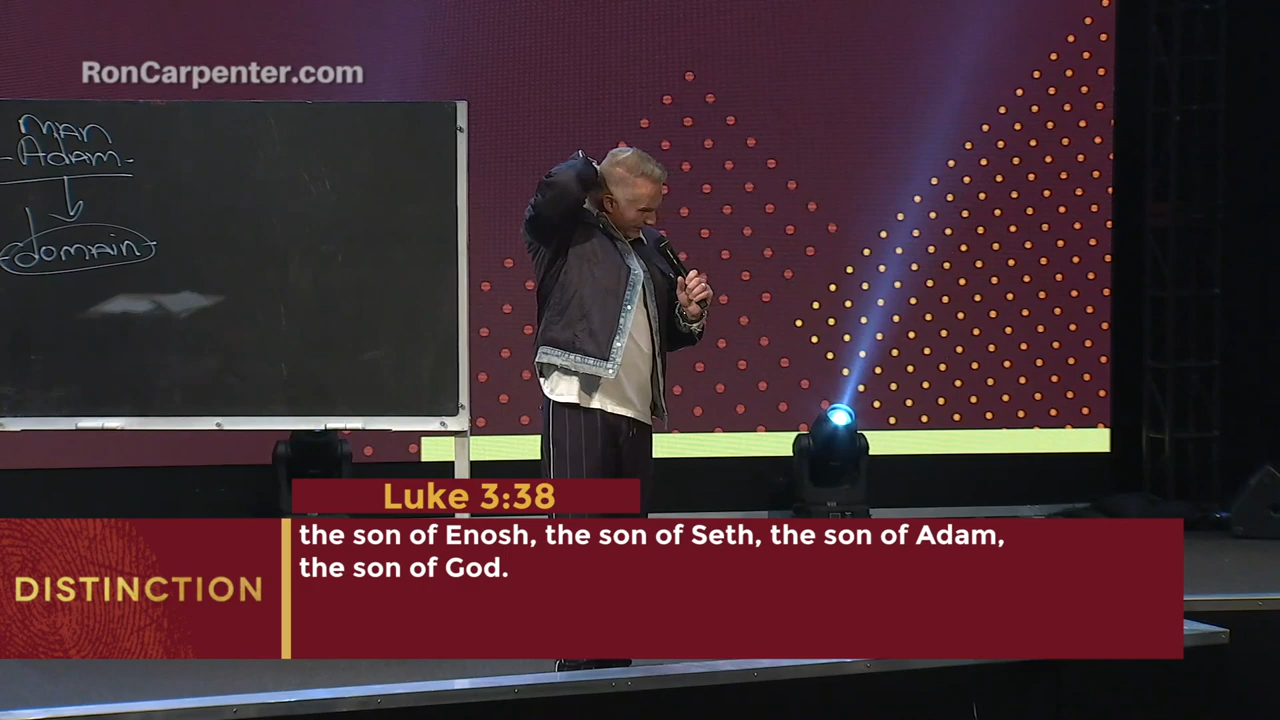 RonCarpenter.com
MAN
-Adam-
domain
Luke 3:38
the son of Enosh, the son of Seth, the son of Adam,
the son of God.
DISTINCTION